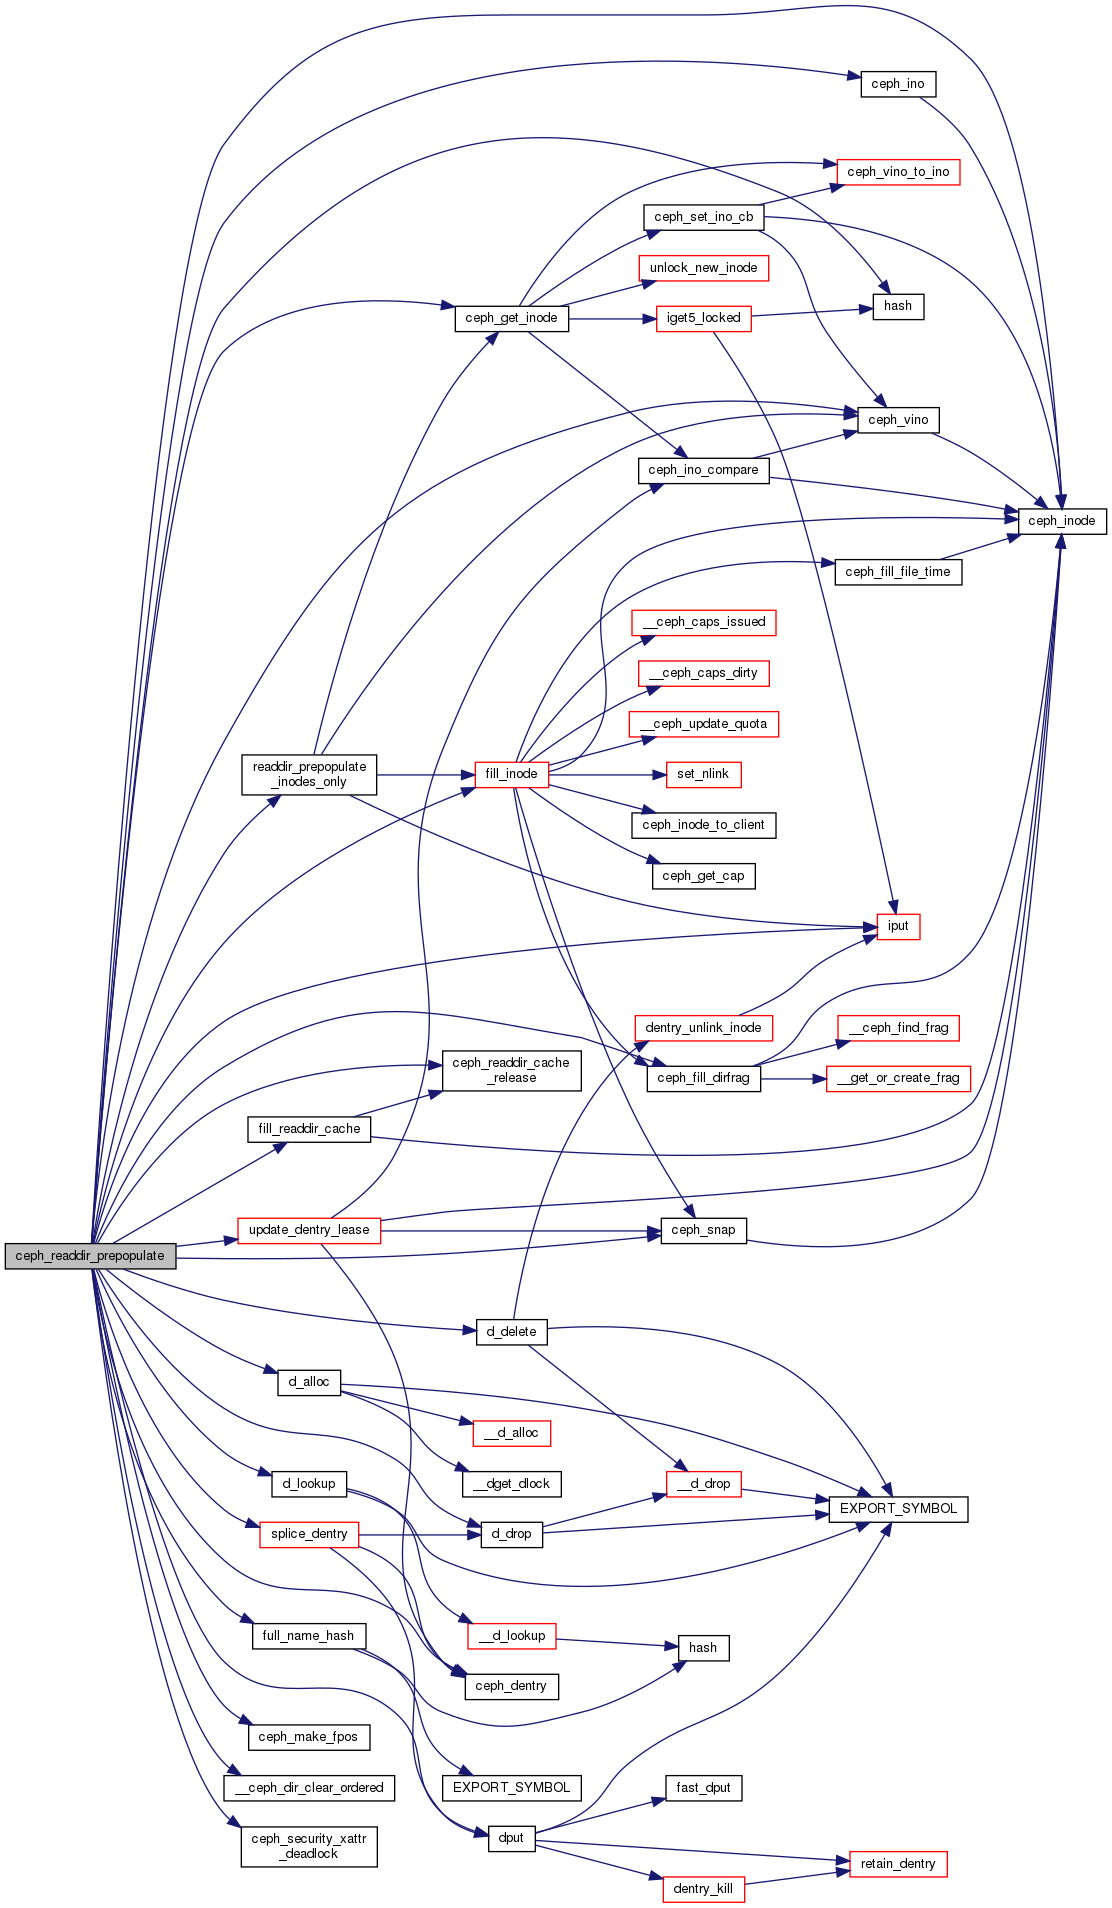 ceph_ino
ceph_vino_to_ino
ceph_set_ino_cb
unlock_new_inode
hash
ceph_get_inode
iget5_locked
ceph_vino
ceph_ino_compare
ceph_inode
ceph_fill_file_time
__ceph_caps_issued
__ceph_caps_dirty
__ceph_update_quota
readdir_prepopulate
_inodes_only
fill_inode
set_nlink
ceph_inode_to_client
ceph_get_cap
iput
dentry_unlink_inode
__ceph_find_frag
ceph_readdir_cache
_release
ceph_fill_dirfrag
__get_or_create_frag
fill_readdir_cache
update_dentry_lease
ceph_snap
ceph_readdir_prepopulate
d_delete
d_alloc
__d_alloc
d_lookup
__dget_dlock
__d_drop
EXPORT_SYMBOL
splice_dentry
d_drop
full_name_hash
__d_lookup
hash
ceph_dentry
ceph_make_fpos
__ceph_dir_clear_ordered
EXPORT_SYMBOL
fast_dput
ceph_security_xattr
_deadlock
dput
retain_dentry
dentry_kill